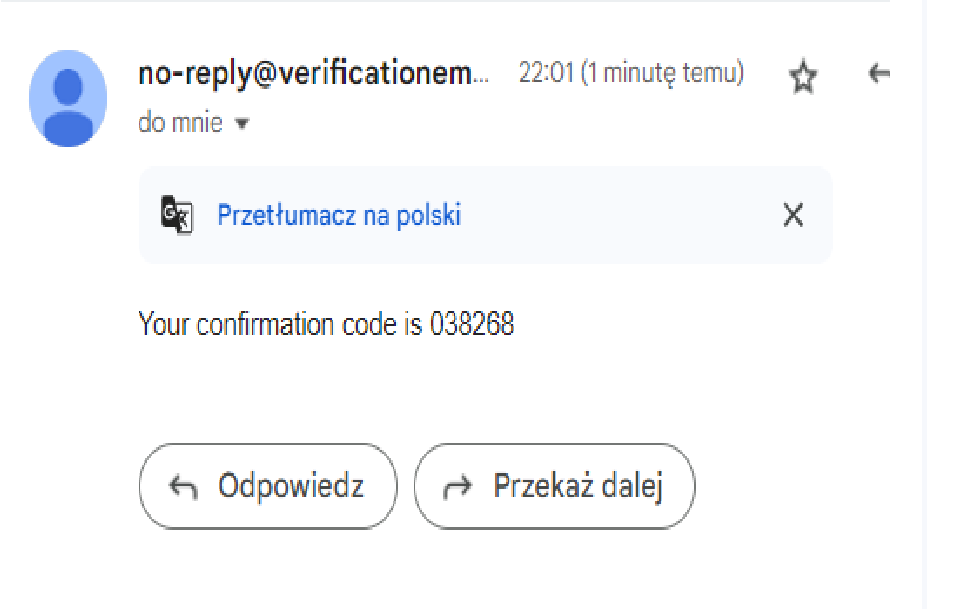 no-reply@verificationem... 22:01 (1 minutę temu)
do mnie
Przetłumacz na polski
Your confirmation code is 038268
Odpowiedz Przekaż dalej